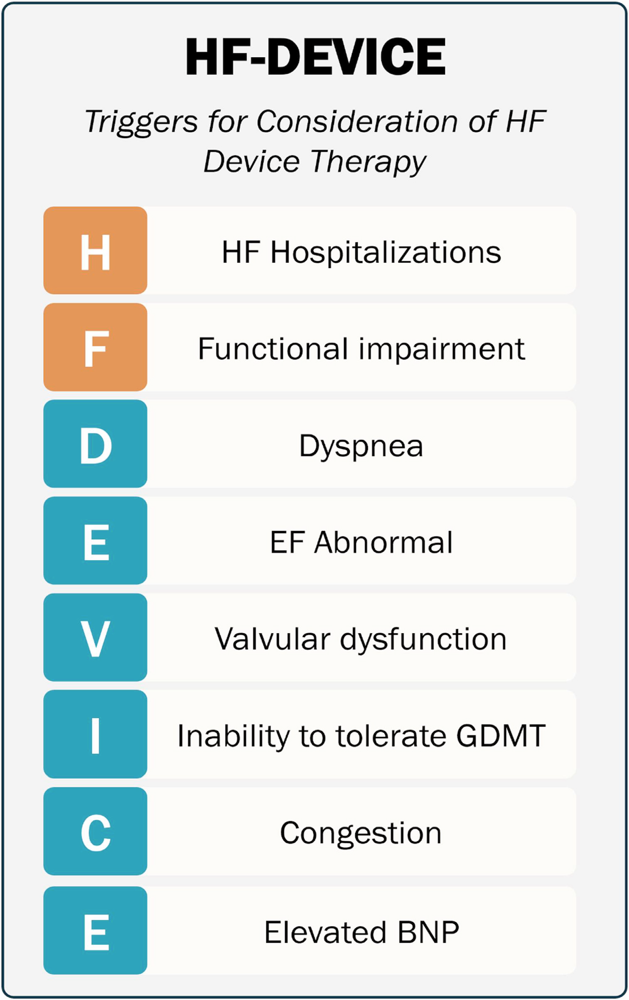 HF-DEVICE
Triggers for Consideration of HF
Device Therapy
H HF Hospitalizations
F Functional impairment
D Dyspnea
E EF Abnormal
V Valvular dysfunction
I Inability to tolerate GDMT
C Congestion
E Elevated BNP